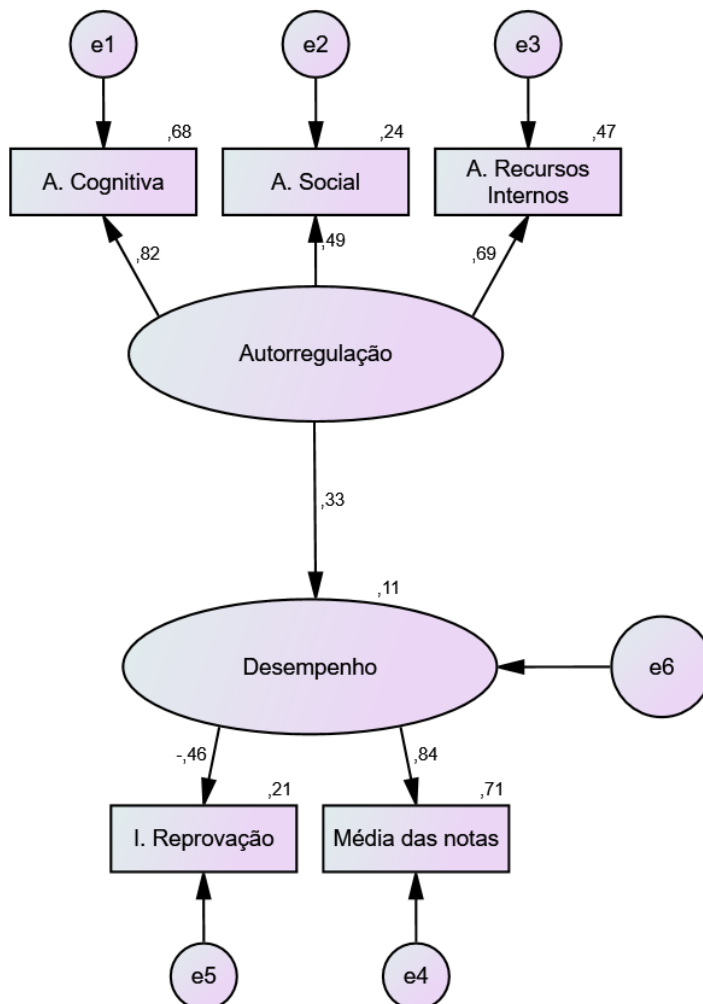 e1
e2
e3
,68
,24
,47
A. Cognitiva
A. Social
A. Recursos
Internos
,82
,49
,69
Autorregulação
,33
,11
Desempenho
e6
-,46
,84
,21
,71
I. Reprovação
Média das notas
e5
e4